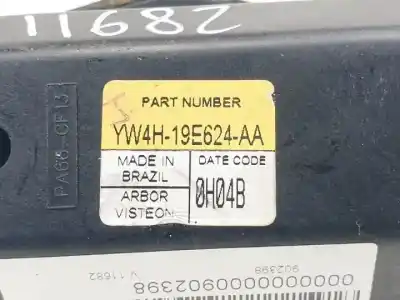 11682
PA66-GF13
PART NUMBER
YW4H-19E624-AA
MADE IN
BRAZIL
DATE CODE
0H04B
ARBOR
VISTEON
902398
V 11682
0000000000902398